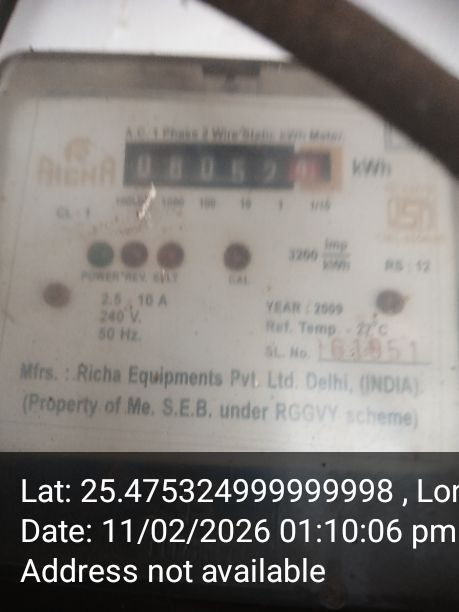 A.C. 1 Phase 2 Wire Static kWh Meter
RICHA
0 8 0 5 2 kWh
1000 100 10 1 1/10
CL - 1
POWER REV. CAL
3200 imp/kWh
RS : 12
2.5 - 10 A
240 V.
50 Hz.
YEAR : 2009
Ref. Temp. - 27°C
SL. No.
Mfrs. : Richa Equipments Pvt. Ltd. Delhi, (INDIA)
(Property of Me. S.E.B. under RGGVY scheme)
Lat: 25.475324999999998 , Lon
Date: 11/02/2026 01:10:06 pm
Address not available